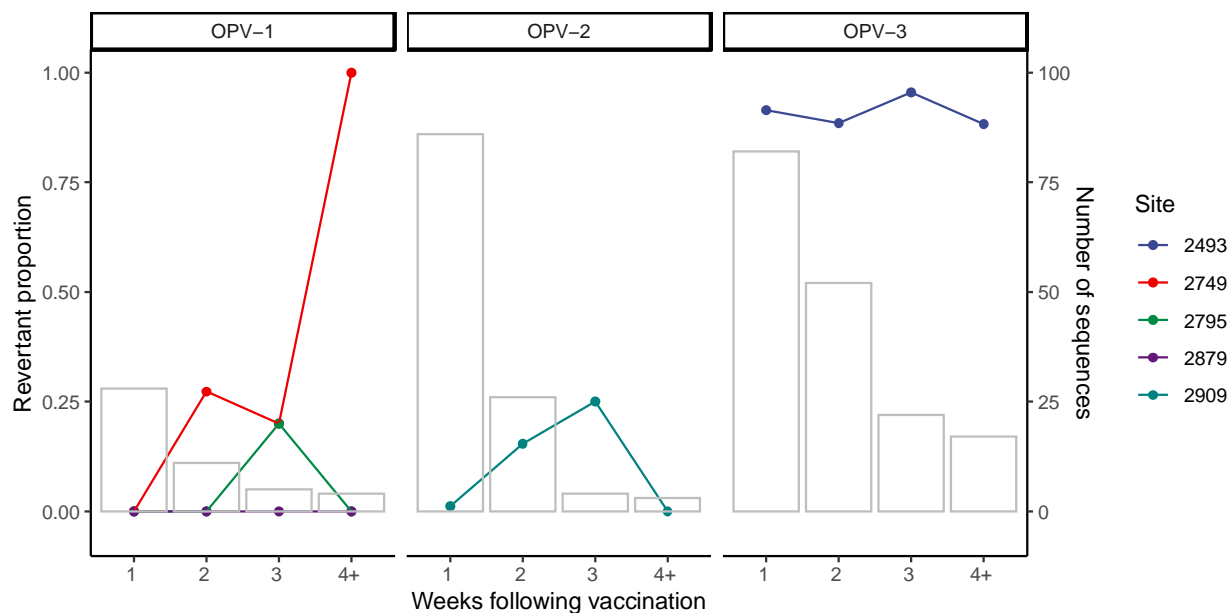 OPV−1 OPV−2 OPV−3
1.00 100
0.75 75
0.50 50
0.25 25
0.00 0
Revertant proportion
Number of sequences
1 2 3 4+ 1 2 3 4+ 1 2 3 4+
Weeks following vaccination
Site
2493
2749
2795
2879
2909